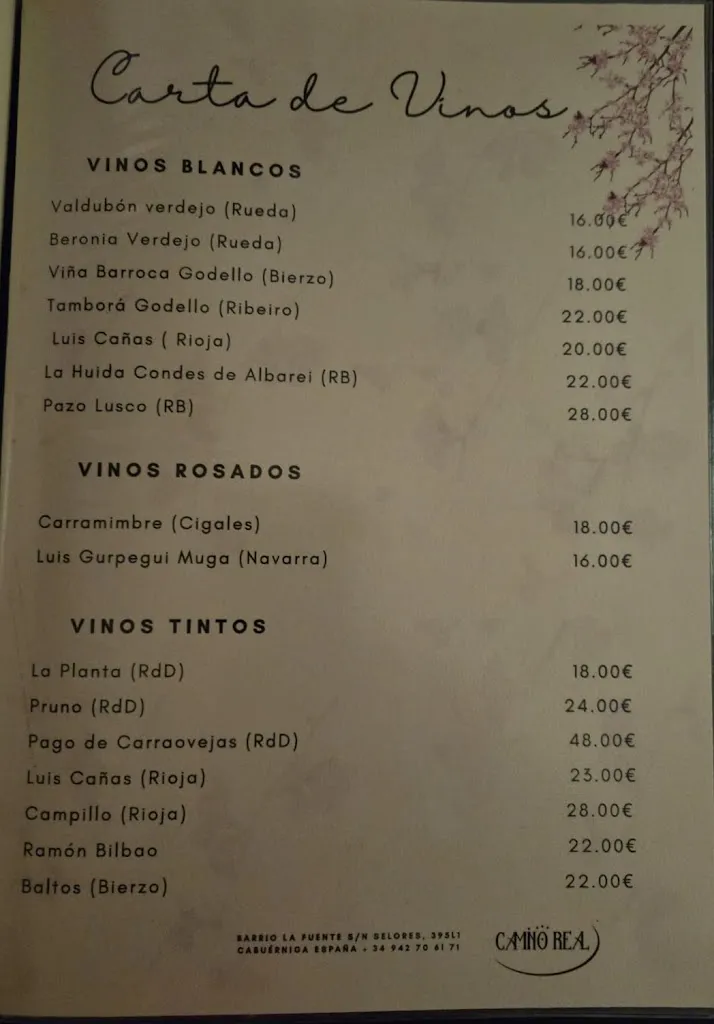 Carta de Vinos
VINOS BLANCOS
Valdubón verdejo (Rueda) 16.00€
Beronia Verdejo (Rueda) 16.00€
Viña Barroca Godello (Bierzo) 18.00€
Tamborá Godello (Ribeiro) 22.00€
Luis Cañas ( Rioja) 20.00€
La Huida Condes de Albarei (RB) 22.00€
Pazo Lusco (RB) 28.00€
VINOS ROSADOS
Carramimbre (Cigales) 18.00€
Luis Gurpegui Muga (Navarra) 16.00€
VINOS TINTOS
La Planta (RdD) 18.00€
Pruno (RdD) 24.00€
Pago de Carraovejas (RdD) 48.00€
Luis Cañas (Rioja) 23.00€
Campillo (Rioja) 28.00€
Ramón Bilbao 22.00€
Baltos (Bierzo) 22.00€
BARRIO LA FUENTE S/N SELORES, 39511
CABUÉRNIGA ESPAÑA + 34 942 70 61 71
CAMINO REAL